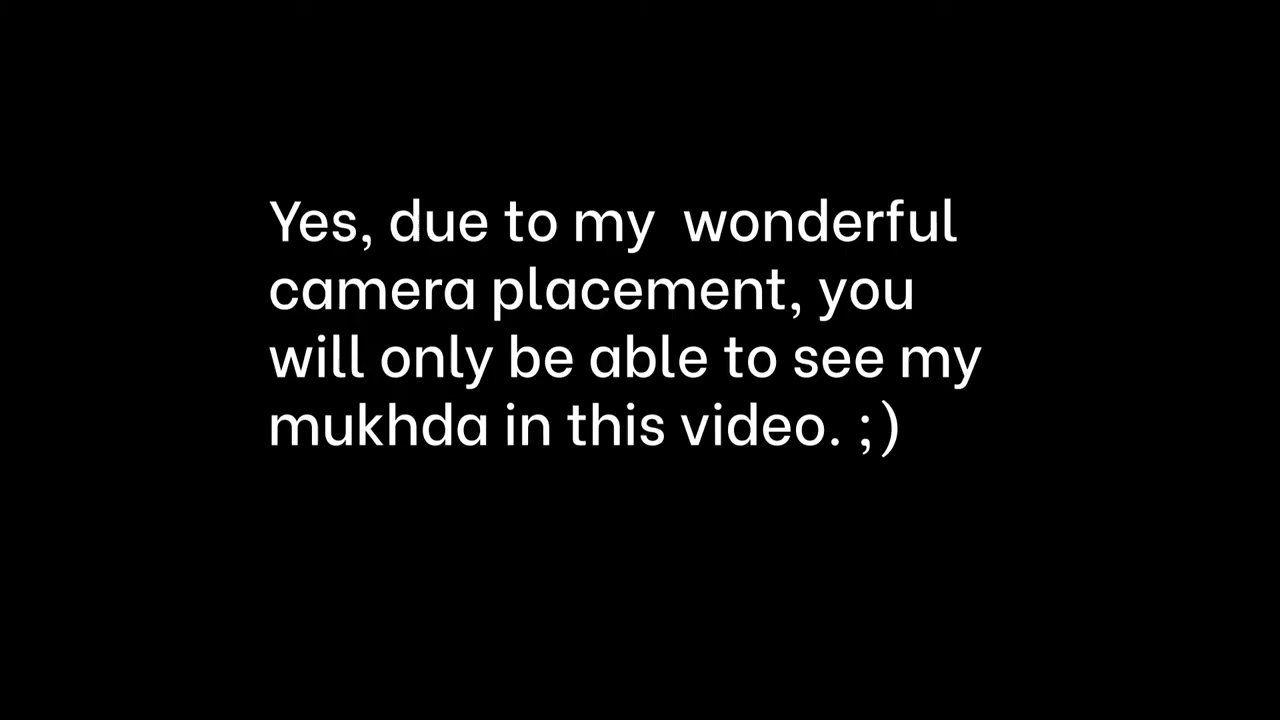 Yes, due to my  wonderful
camera placement, you
will only be able to see my
mukhda in this video. ;)